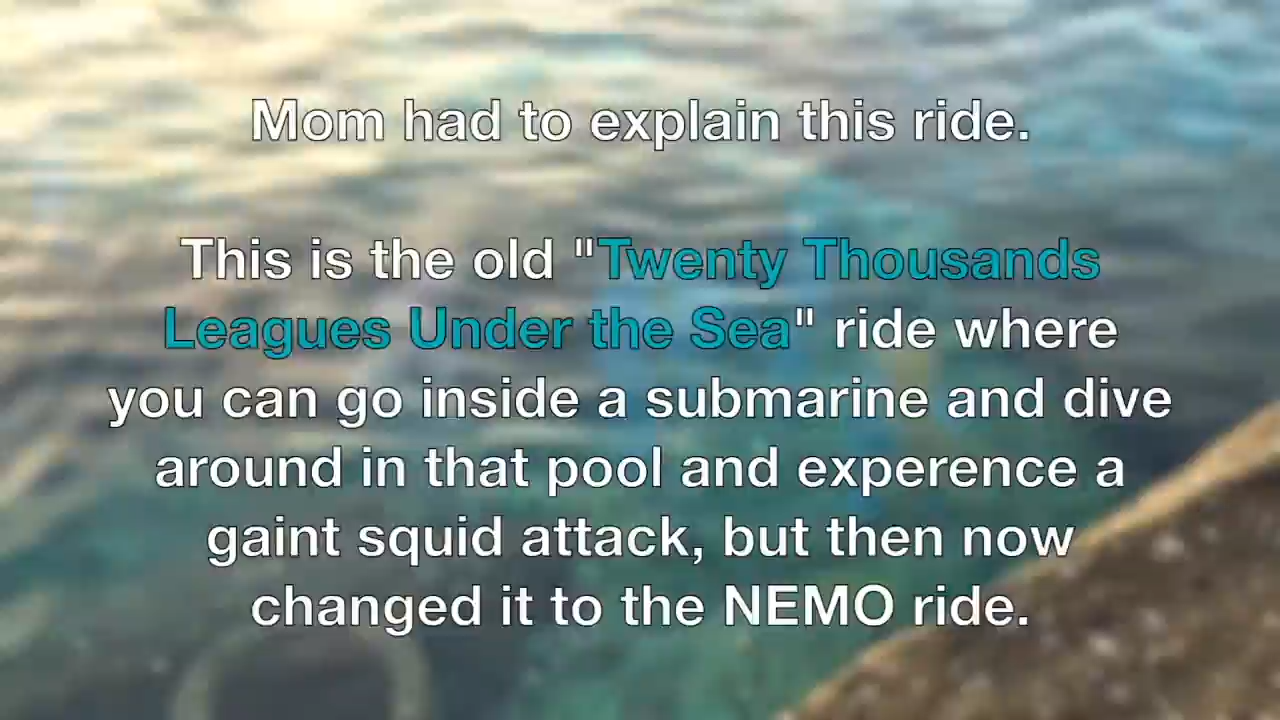 Mom had to explain this ride.
This is the old "Twenty Thousands
Leagues Under the Sea" ride where
you can go inside a submarine and dive
around in that pool and experence a
gaint squid attack, but then now
changed it to the NEMO ride.